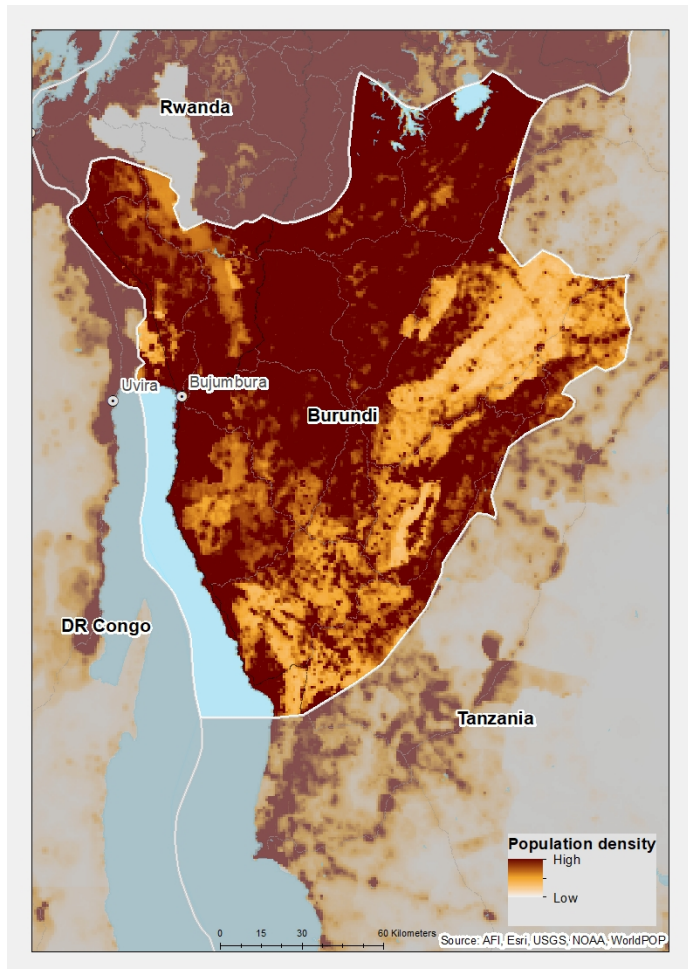 Rwanda
Uvira
Bujumbura
Burundi
DR Congo
Tanzania
Population density
High
Low
0 15 30 60 Kilometers
Source: AFI, Esri, USGS, NOAA, WorldPOP